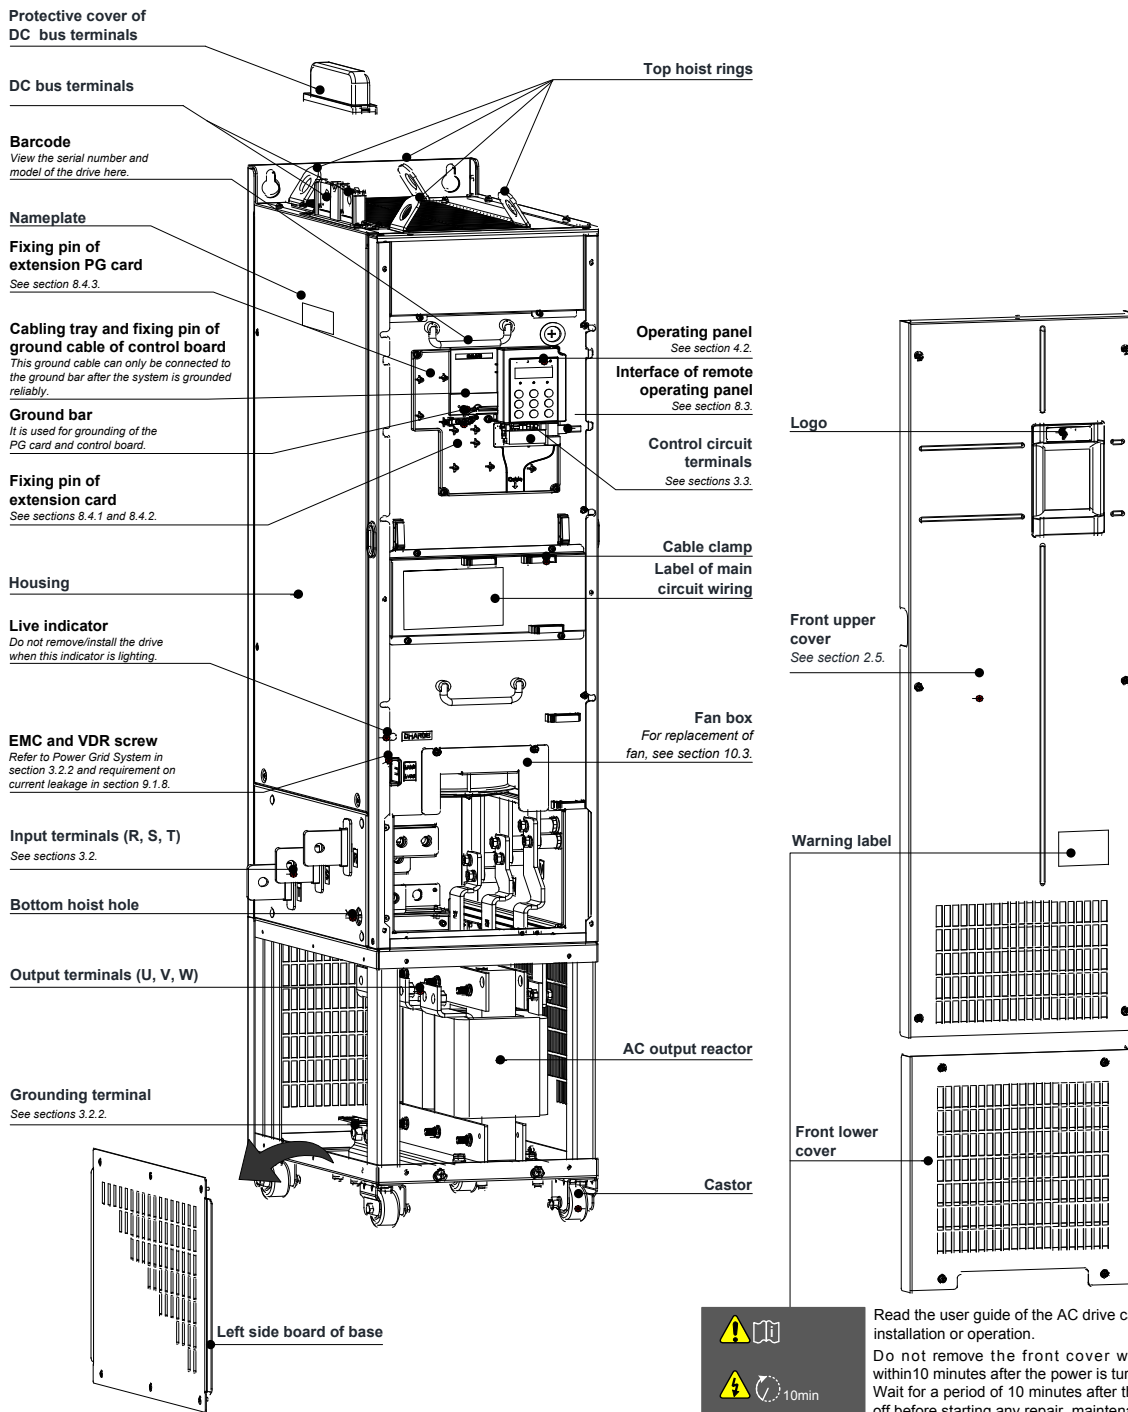 Protective cover of
DC bus terminals
DC bus terminals
Barcode
View the serial number and
model of the drive here.
Nameplate
Fixing pin of
extension PG card
See section 8.4.3.
Cabling tray and fixing pin of
ground cable of control board
This ground cable can only be connected to
the ground bar after the system is grounded
reliably.
Ground bar
It is used for grounding of the
PG card and control board.
Fixing pin of
extension card
See sections 8.4.1 and 8.4.2.
Housing
Live indicator
Do not remove/install the drive
when this indicator is lighting.
EMC and VDR screw
Refer to Power Grid System in
section 3.2.2 and requirement on
current leakage in section 9.1.8.
Input terminals (R, S, T)
See sections 3.2.
Bottom hoist hole
Output terminals (U, V, W)
Grounding terminal
See sections 3.2.2.
Left side board of base
Top hoist rings
Operating panel
See section 4.2.
Interface of remote
operating panel
See section 8.3.
Control circuit
terminals
See sections 3.3.
Cable clamp
Label of main
circuit wiring
CHARGE
Fan box
For replacement of
fan, see section 10.3.
AC output reactor
Castor
Logo
Front upper
cover
See section 2.5.
Warning label
Front lower
cover
10min
Read the user guide of the AC drive
installation or operation.
Do not remove the front cover
within10 minutes after the power is
Wait for a period of 10 minutes after
off before starting any repair,